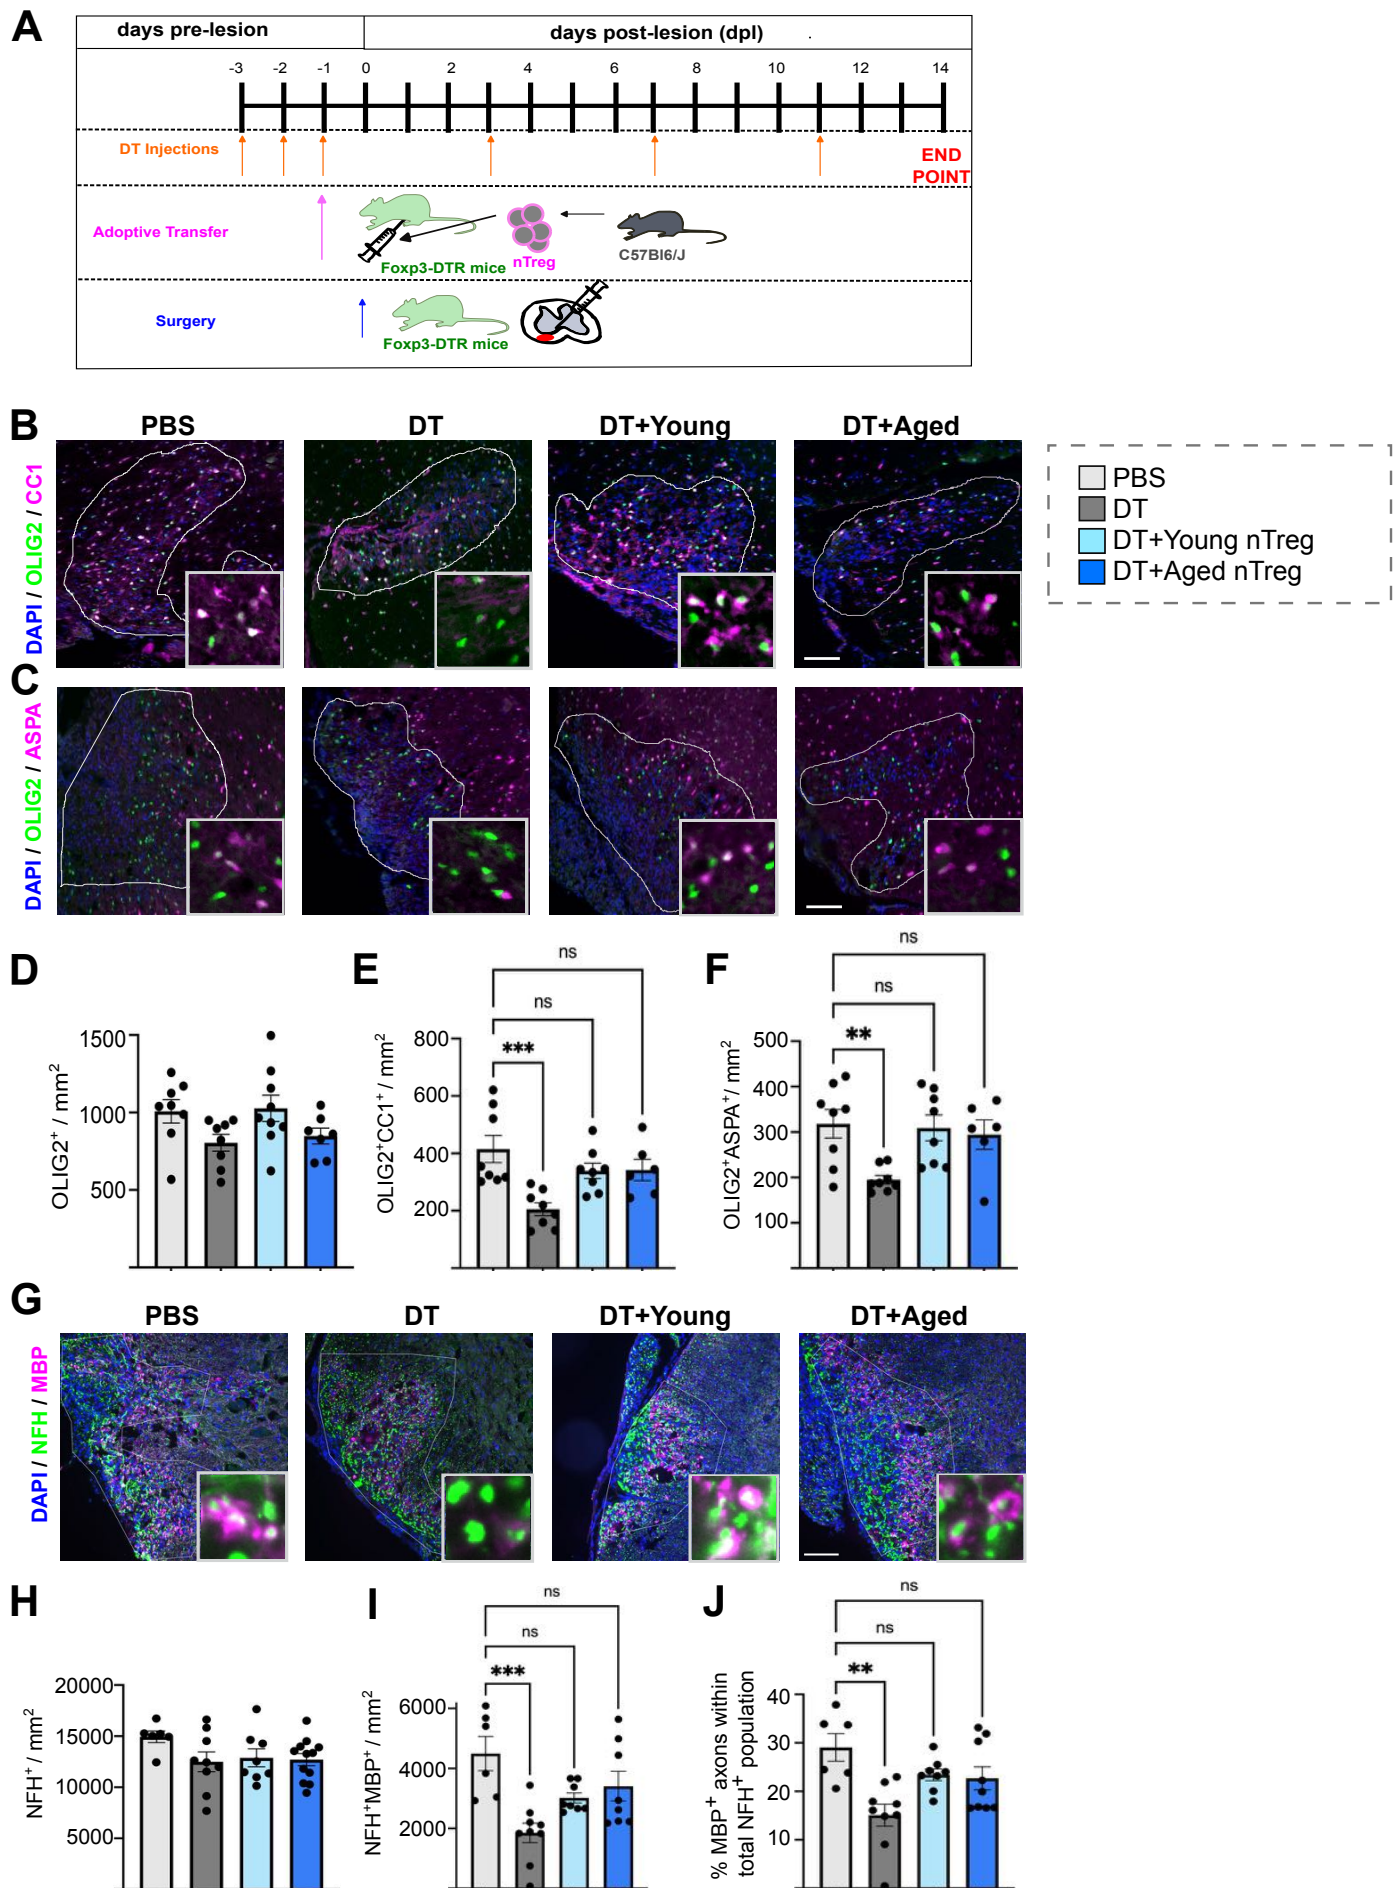 A
days pre-lesion
days post-lesion (dpl)
-3 -2 -1 0 2 4 6 8 10 12 14
DT Injections
END
POINT
Adoptive Transfer
Foxp3-DTR mice
nTreg
C57Bl6/J
Surgery
Foxp3-DTR mice
B
PBS DT DT+Young DT+Aged
DAPI / OLIG2 / CC1
PBS
DT
DT+Young nTreg
DT+Aged nTreg
C
DAPI / OLIG2 / ASPA
D
OLIG2+ / mm2
1500
1000
500
E
OLIG2+CC1+ / mm2
800
600
400
200
***
ns
ns
F
OLIG2+ASPA+/ mm2
500
400
300
200
100
**
ns
ns
G
PBS DT DT+Young DT+Aged
DAPI / NFH / MBP
H
NFH+ / mm2
20000
15000
10000
5000
I
NFH+MBP+ / mm2
6000
4000
2000
***
ns
ns
J
% MBP+ axons within
total NFH+ population
40
30
20
10
**
ns
ns